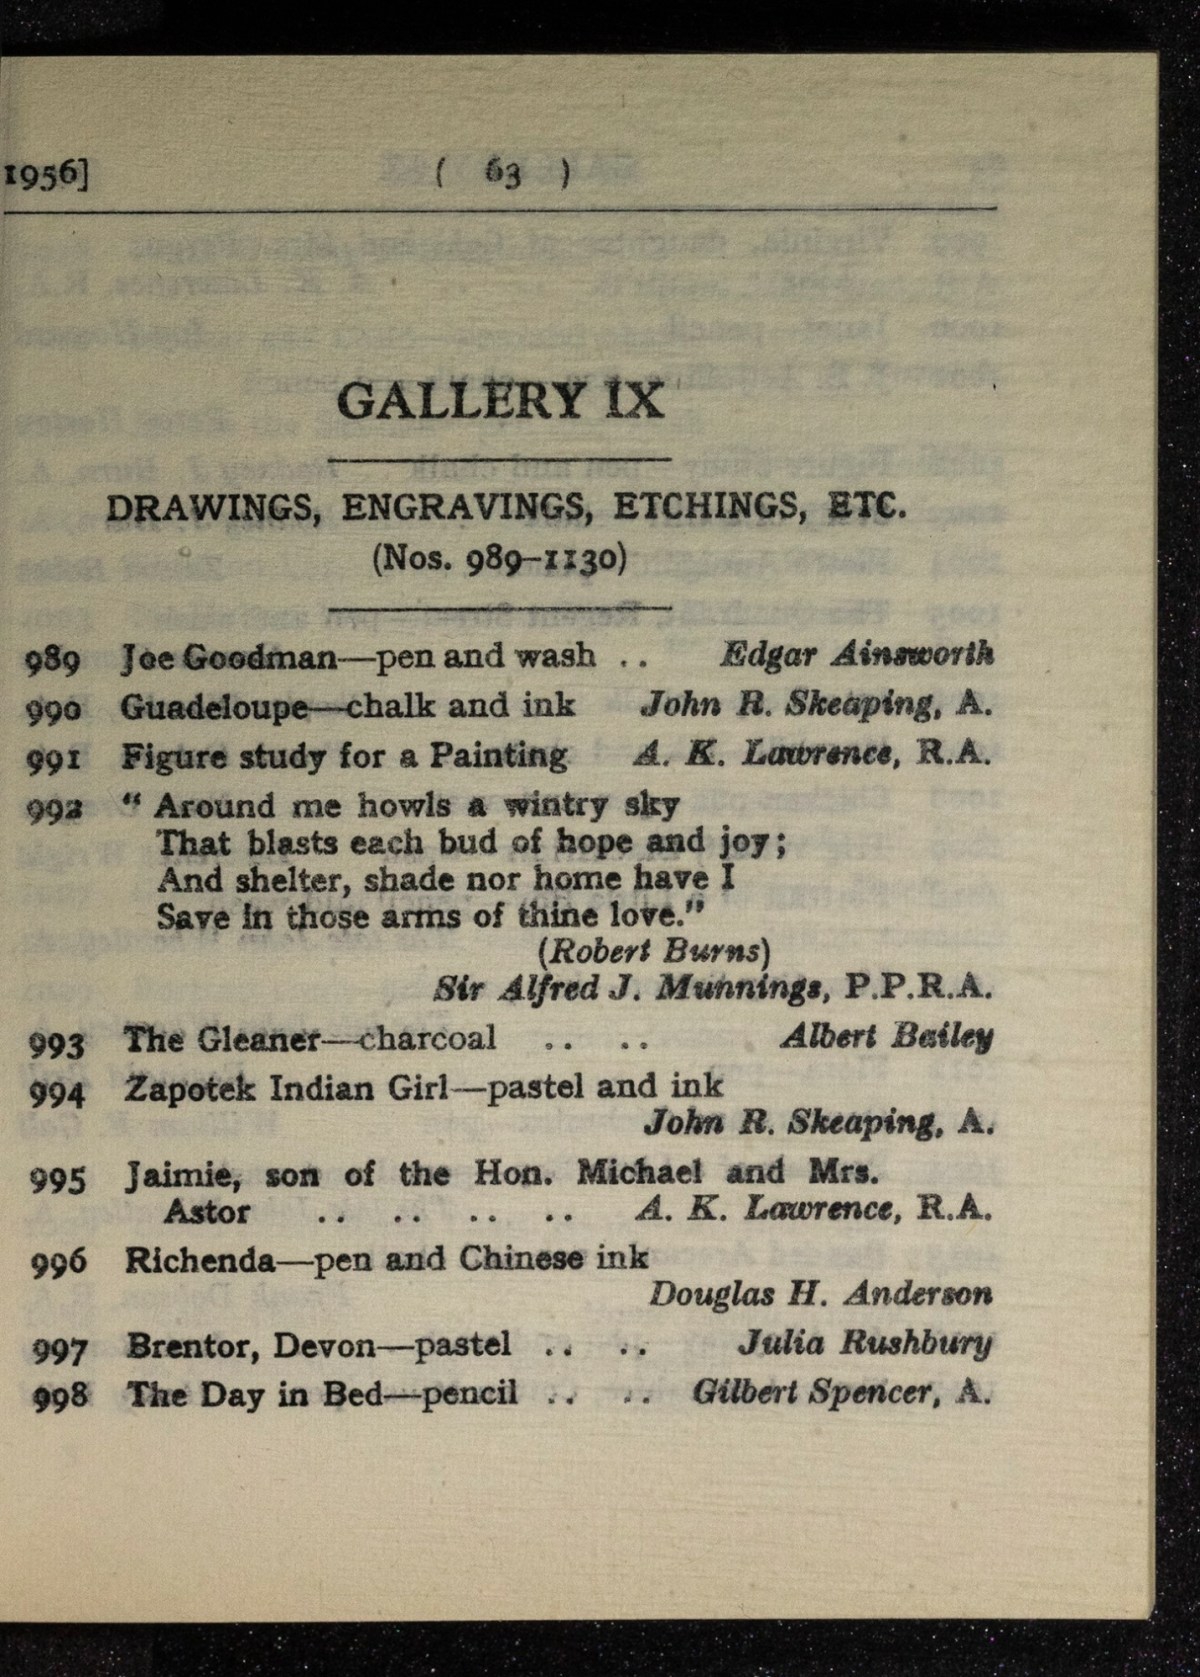 1956] ( 63 )
GALLERY IX
DRAWINGS, ENGRAVINGS, ETCHINGS, ETC.
(Nos. 989–1130)
989 Joe Goodman—pen and wash .. Edgar Ainsworth
990 Guadeloupe—chalk and ink John R. Skeaping, A.
991 Figure study for a Painting A. K. Lawrence, R.A.
992 " Around me howls a wintry sky
That blasts each bud of hope and joy;
And shelter, shade nor home have I
Save in those arms of thine love."
(Robert Burns)
Sir Alfred J. Munnings, P.P.R.A.
993 The Gleaner—charcoal .. .. Albert Bailey
994 Zapotek Indian Girl—pastel and ink
John R. Skeaping, A.
995 Jaimie, son of the Hon. Michael and Mrs.
Astor .. .. .. .. A. K. Lawrence, R.A.
996 Richenda—pen and Chinese ink
Douglas H. Anderson
997 Brentor, Devon—pastel .. .. Julia Rushbury
998 The Day in Bed—pencil .. .. Gilbert Spencer, A.